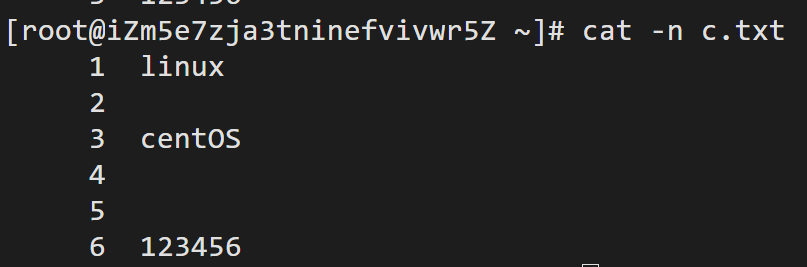 [root@iZm5e7zja3tninefvivwr5Z ~]# cat -n c.txt
1 linux
2
3 centOS
4
5
6 123456